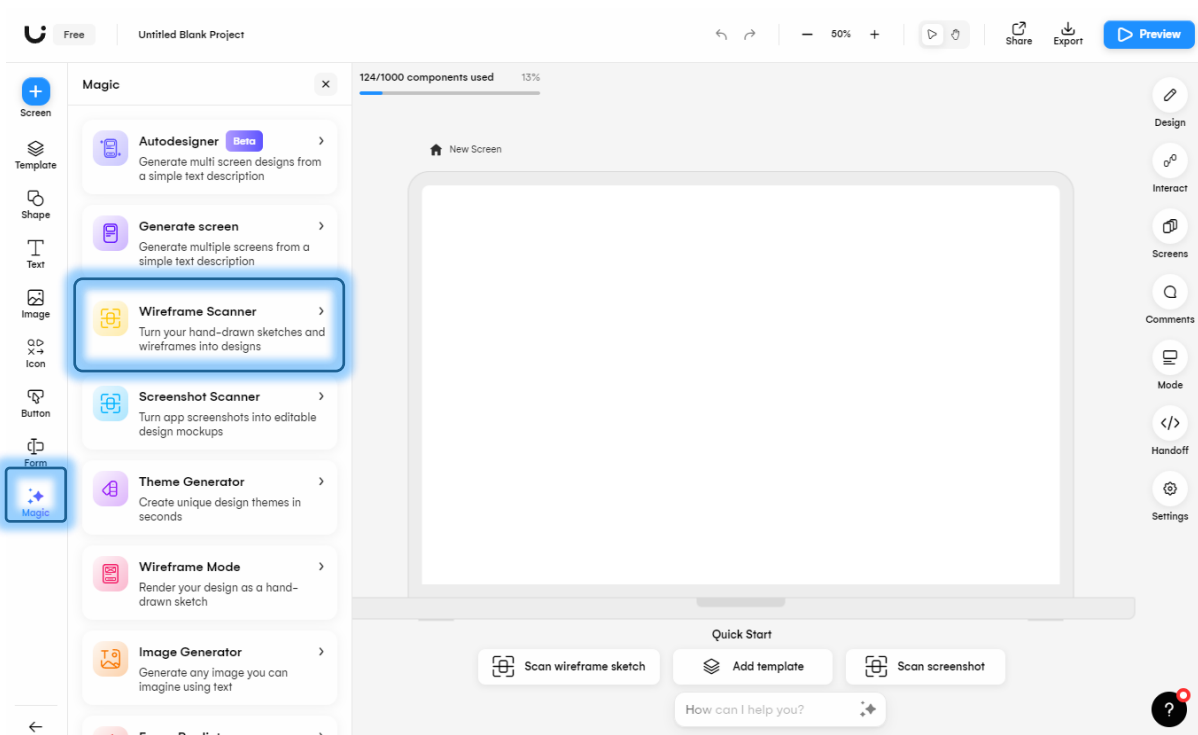 Free
Untitled Blank Project
50%
Share
Export
Preview
Screen
Template
Shape
Text
Image
Icon
Button
Form
Magic
Magic
Autodesigner Beta
Generate multi screen designs from
a simple text description
Generate screen
Generate multiple screens from a
simple text description
Wireframe Scanner
Turn your hand-drawn sketches and
wireframes into designs
Screenshot Scanner
Turn app screenshots into editable
design mockups
Theme Generator
Create unique design themes in
seconds
Wireframe Mode
Render your design as a hand-
drawn sketch
Image Generator
Generate any image you can
imagine using text
124/1000 components used 13%
New Screen
Quick Start
Scan wireframe sketch
Add template
Scan screenshot
How can I help you?
Design
Interact
Screens
Comments
Mode
Handoff
Settings
?